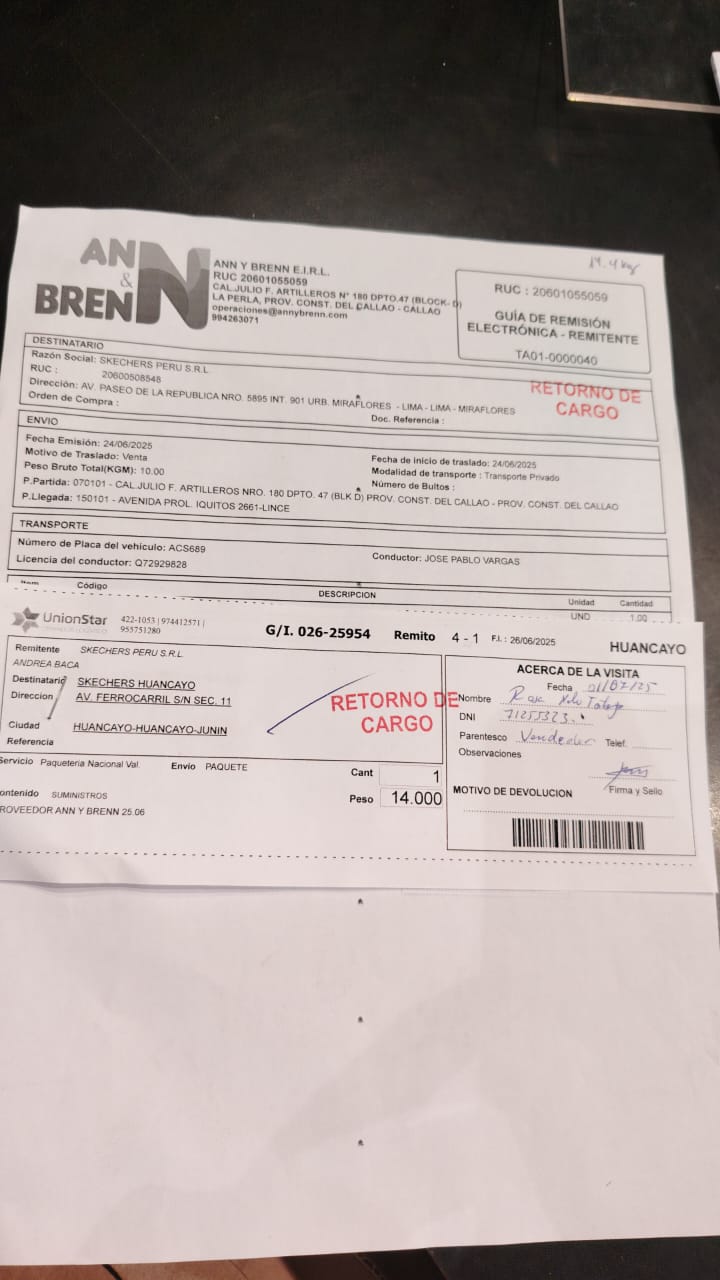 14.4 kg
AN
&
BRENN
ANN Y BRENN E.I.R.L.
RUC 20601055059
CAL.JULIO F. ARTILLEROS N° 180 DPTO.47 (BLOCK- D)
LA PERLA, PROV. CONST. DEL CALLAO - CALLAO
operaciones@annybrenn.com
994263071
RUC : 20601055059
GUÍA DE REMISIÓN
ELECTRÓNICA - REMITENTE
TA01-0000040
DESTINATARIO
Razón Social: SKECHERS PERU S.R.L
RUC : 20600508548
Dirección: AV. PASEO DE LA REPUBLICA NRO. 5895 INT. 901 URB. MIRAFLORES - LIMA - LIMA - MIRAFLORES
Orden de Compra : Doc. Referencia :
RETORNO DE
CARGO
ENVIO
Fecha Emisión: 24/06/2025 Fecha de inicio de traslado: 24/06/2025
Motivo de Traslado: Venta Modalidad de transporte : Transporte Privado
Peso Bruto Total(KGM): 10.00 Número de Bultos :
P.Partida: 070101 - CAL.JULIO F. ARTILLEROS NRO. 180 DPTO. 47 (BLK D) PROV. CONST. DEL CALLAO - PROV. CONST. DEL CALLAO
P.Llegada: 150101 - AVENIDA PROL. IQUITOS 2661-LINCE
TRANSPORTE
Número de Placa del vehículo: ACS689 Conductor: JOSE PABLO VARGAS
Licencia del conductor: Q72929828
Item Código DESCRIPCION Unidad Cantidad
UND 1.00
UnionStar 422-1053 | 974412571 |
955751280
G/I. 026-25954 Remito 4 - 1 F.I. : 26/06/2025 HUANCAYO
Remitente SKECHERS PERU S.R.L
ANDREA BACA
Destinatario SKECHERS HUANCAYO
Direccion AV. FERROCARRIL S/N SEC. 11
Ciudad HUANCAYO-HUANCAYO-JUNIN
Referencia
RETORNO DE
CARGO
Servicio Paqueteria Nacional Val. Envío PAQUETE
Cant 1
Peso 14.000
ontenido SUMINISTROS
ROVEEDOR ANN Y BRENN 25.06
ACERCA DE LA VISITA
Fecha 01/07/25
Nombre
DNI 71255323
Parentesco Vendedor Telef.
Observaciones
Firma y Sello
MOTIVO DE DEVOLUCION